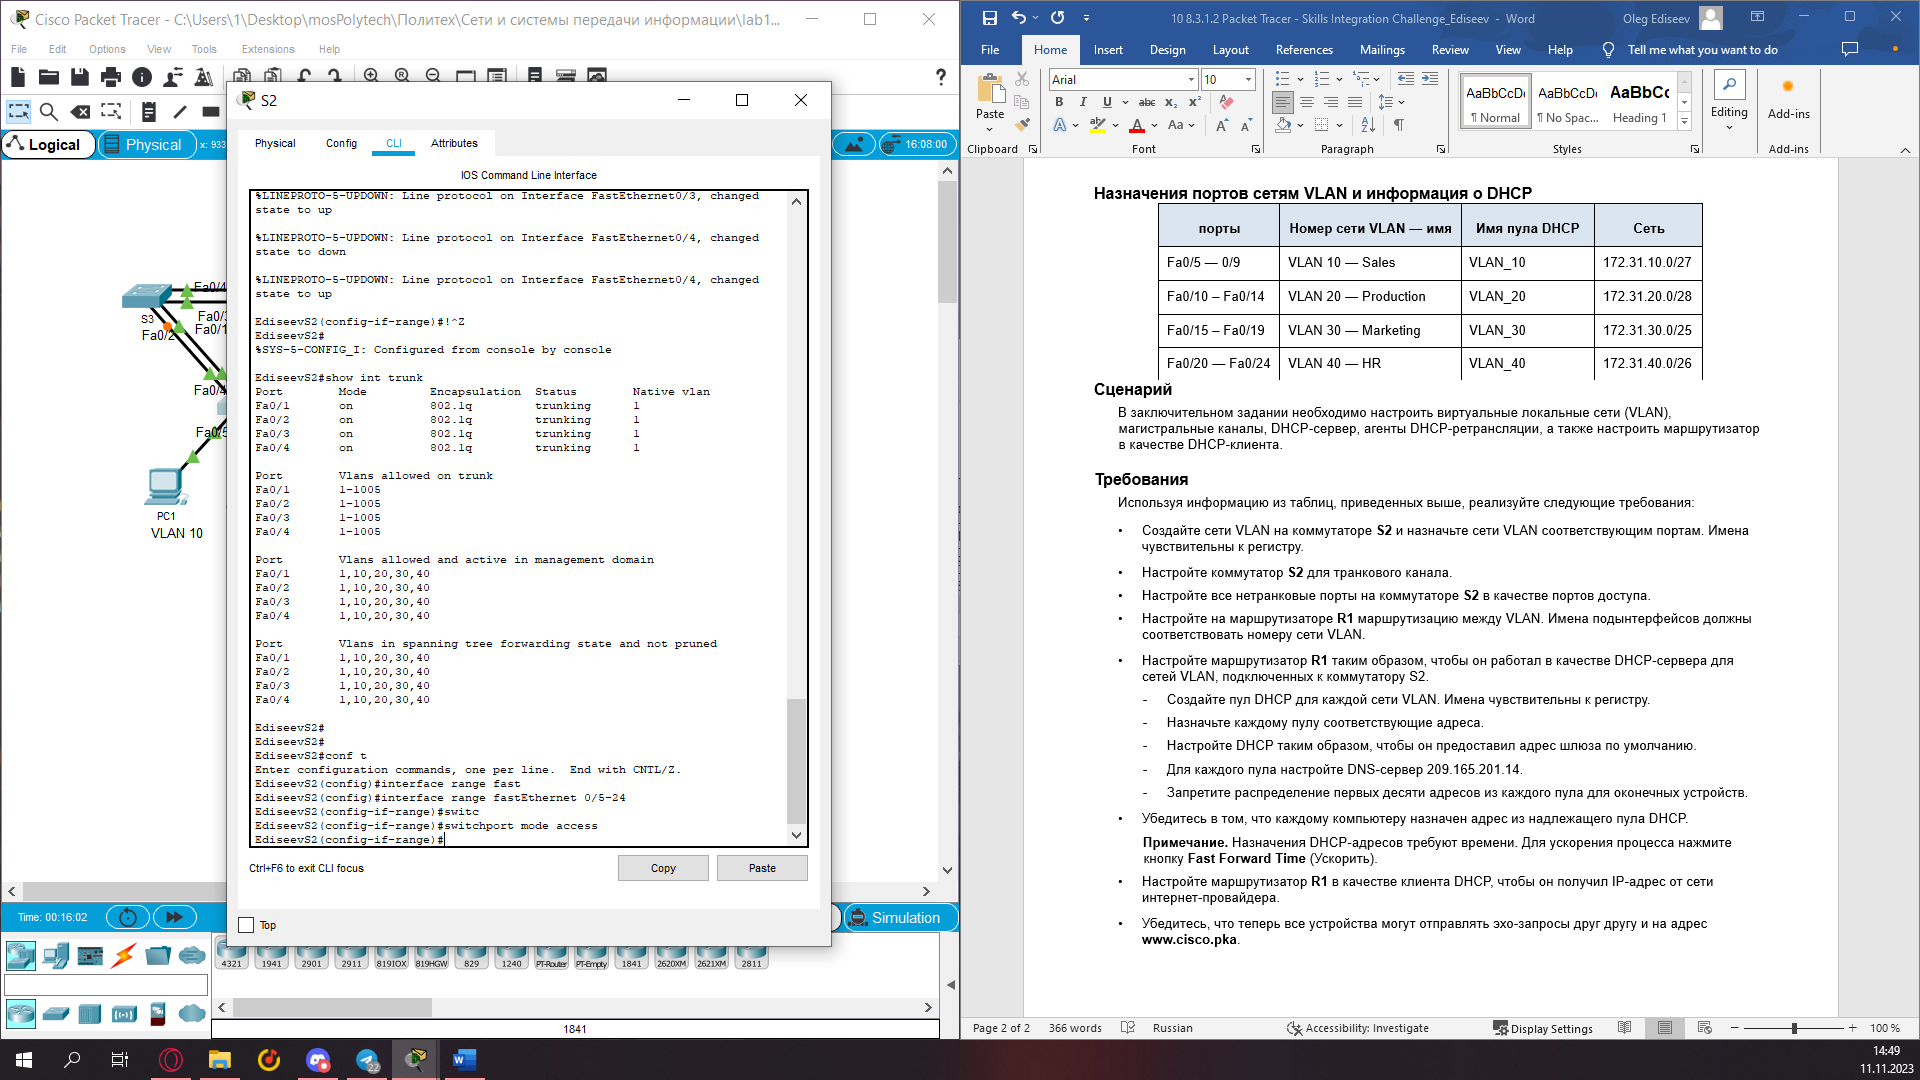 Cisco Packet Tracer - C:\Users\1\Desktop\mosPolytech\Политех\Сети и системы передачи информации\lab1...
File Edit Options View Tools Extensions Help
Logical
Physical
x: 933
16:08:00
S3
Fa0/2
Fa0/1
PC1
VLAN 10
S2
Physical Config CLI Attributes
IOS Command Line Interface
%LINEPROTO-5-UPDOWN: Line protocol on Interface FastEthernet0/3, changed
state to up
%LINEPROTO-5-UPDOWN: Line protocol on Interface FastEthernet0/4, changed
state to down
%LINEPROTO-5-UPDOWN: Line protocol on Interface FastEthernet0/4, changed
state to up
EdiseevS2(config-if-range)#!^Z
EdiseevS2#
%SYS-5-CONFIG_I: Configured from console by console
EdiseevS2#show int trunk
Port Mode Encapsulation Status Native vlan
Fa0/1 on 802.1q trunking 1
Fa0/2 on 802.1q trunking 1
Fa0/3 on 802.1q trunking 1
Fa0/4 on 802.1q trunking 1
Port Vlans allowed on trunk
Fa0/1 1-1005
Fa0/2 1-1005
Fa0/3 1-1005
Fa0/4 1-1005
Port Vlans allowed and active in management domain
Fa0/1 1,10,20,30,40
Fa0/2 1,10,20,30,40
Fa0/3 1,10,20,30,40
Fa0/4 1,10,20,30,40
Port Vlans in spanning tree forwarding state and not pruned
Fa0/1 1,10,20,30,40
Fa0/2 1,10,20,30,40
Fa0/3 1,10,20,30,40
Fa0/4 1,10,20,30,40
EdiseevS2#
EdiseevS2#
EdiseevS2#conf t
Enter configuration commands, one per line. End with CNTL/Z.
EdiseevS2(config)#interface range fast
EdiseevS2(config)#interface range fastEthernet 0/5-24
EdiseevS2(config-if-range)#switc
EdiseevS2(config-if-range)#switchport mode access
EdiseevS2(config-if-range)#
Ctrl+F6 to exit CLI focus
Copy
Paste
Top
Time: 00:16:02
Simulation
4321 1941 2901 2911 819IOX 819HGW 829 1240 PT-Router PT-Empty 1841 2620XM 2621XM 2811
1841
10 8.3.1.2 Packet Tracer - Skills Integration Challenge_Ediseev - Word
Oleg Ediseev
File Home Insert Design Layout References Mailings Review View Help Tell me what you want to do
Paste
Arial
10
AaBbCcDı AaBbCcDı AaBbCc
¶ Normal ¶ No Spac... Heading 1
Editing
Add-ins
Clipboard Font Paragraph Styles Add-ins
Назначения портов сетям VLAN и информация о DHCP
порты Номер сети VLAN — имя Имя пула DHCP Сеть
Fa0/5 — 0/9 VLAN 10 — Sales VLAN_10 172.31.10.0/27
Fa0/10 – Fa0/14 VLAN 20 — Production VLAN_20 172.31.20.0/28
Fa0/15 – Fa0/19 VLAN 30 — Marketing VLAN_30 172.31.30.0/25
Fa0/20 — Fa0/24 VLAN 40 — HR VLAN_40 172.31.40.0/26
Сценарий
В заключительном задании необходимо настроить виртуальные локальные сети (VLAN),
магистральные каналы, DHCP-сервер, агенты DHCP-ретрансляции, а также настроить маршрутизатор
в качестве DHCP-клиента.
Требования
Используя информацию из таблиц, приведенных выше, реализуйте следующие требования:
• Создайте сети VLAN на коммутаторе S2 и назначьте сети VLAN соответствующим портам. Имена
чувствительны к регистру.
• Настройте коммутатор S2 для транкового канала.
• Настройте все нетранковые порты на коммутаторе S2 в качестве портов доступа.
• Настройте на маршрутизаторе R1 маршрутизацию между VLAN. Имена подынтерфейсов должны
соответствовать номеру сети VLAN.
• Настройте маршрутизатор R1 таким образом, чтобы он работал в качестве DHCP-сервера для
сетей VLAN, подключенных к коммутатору S2.
- Создайте пул DHCP для каждой сети VLAN. Имена чувствительны к регистру.
- Назначьте каждому пулу соответствующие адреса.
- Настройте DHCP таким образом, чтобы он предоставил адрес шлюза по умолчанию.
- Для каждого пула настройте DNS-сервер 209.165.201.14.
- Запретите распределение первых десяти адресов из каждого пула для оконечных устройств.
• Убедитесь в том, что каждому компьютеру назначен адрес из надлежащего пула DHCP.
Примечание. Назначения DHCP-адресов требуют времени. Для ускорения процесса нажмите
кнопку Fast Forward Time (Ускорить).
• Настройте маршрутизатор R1 в качестве клиента DHCP, чтобы он получил IP-адрес от сети
интернет-провайдера.
• Убедитесь, что теперь все устройства могут отправлять эхо-запросы друг другу и на адрес
www.cisco.pka.
Page 2 of 2 366 words Russian Accessibility: Investigate Display Settings 100 %
22
14:49
11.11.2023